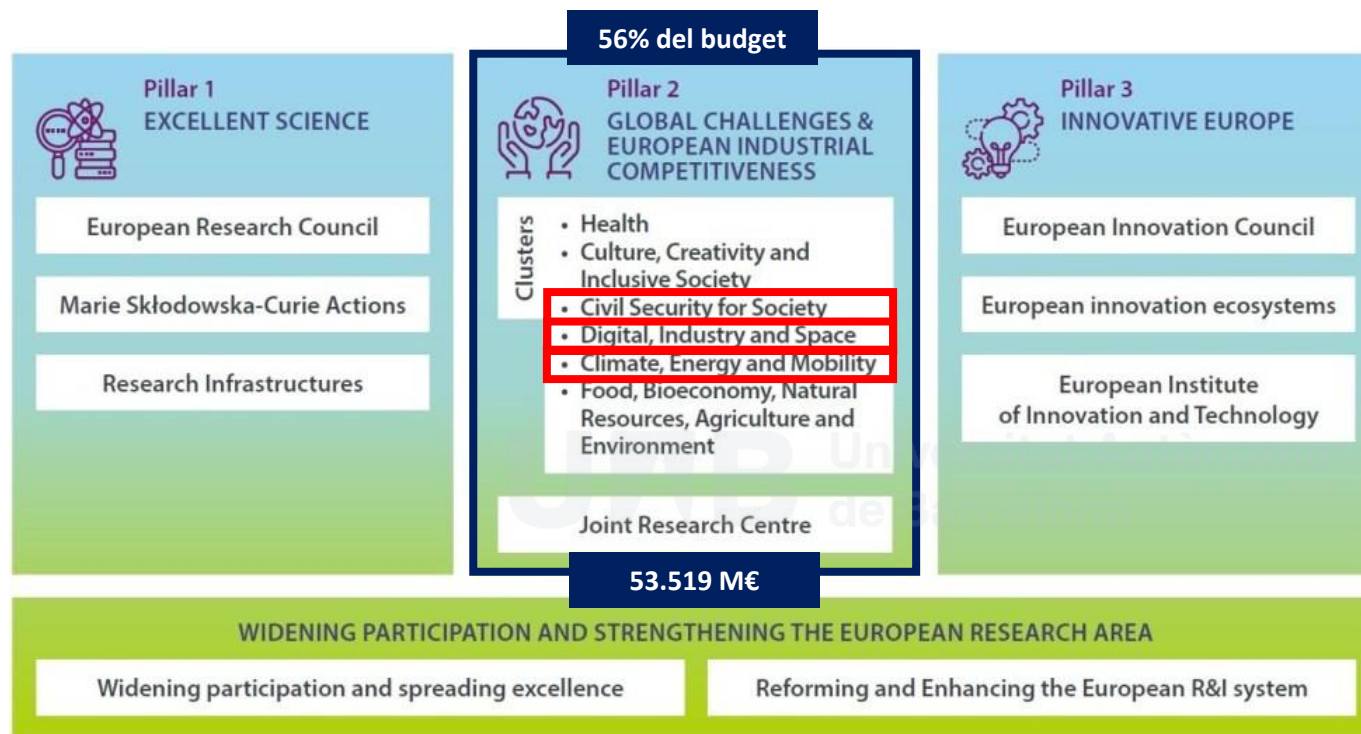 56% del budget
Pillar 1
EXCELLENT SCIENCE
European Research Council
Marie Skłodowska-Curie Actions
Research Infrastructures
Pillar 2
GLOBAL CHALLENGES &
EUROPEAN INDUSTRIAL
COMPETITIVENESS
Clusters
• Health
• Culture, Creativity and
Inclusive Society
• Civil Security for Society
• Digital, Industry and Space
• Climate, Energy and Mobility
• Food, Bioeconomy, Natural
Resources, Agriculture and
Environment
Joint Research Centre
53.519 M€
Pillar 3
INNOVATIVE EUROPE
European Innovation Council
European innovation ecosystems
European Institute
of Innovation and Technology
UAB
WIDENING PARTICIPATION AND STRENGTHENING THE EUROPEAN RESEARCH AREA
Widening participation and spreading excellence
Reforming and Enhancing the European R&I system